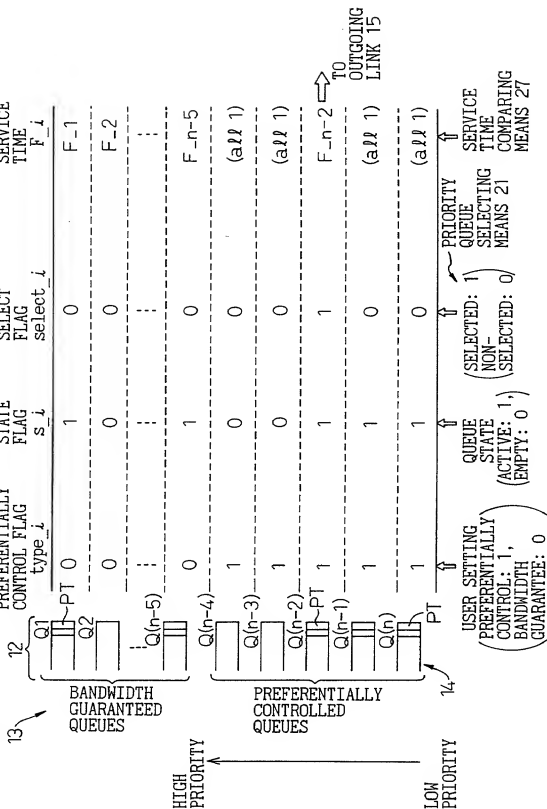 PREFERENTIALLY
CONTROL FLAG
type_i
STATE
FLAG
s_i
SELECT
FLAG
select_i
SERVICE
TIME
F_i
12
13
Q1
PT
0
1
0
F_1
Q2
0
0
0
F_2
Q(n-5)
0
1
0
F_n-5
Q(n-4)
1
0
0
(all 1)
Q(n-3)
1
0
0
(all 1)
Q(n-2)
PT
1
1
1
F_n-2
TO
OUTGOING
LINK 15
Q(n-1)
1
1
0
(all 1)
Q(n)
PT
1
1
0
(all 1)
14
BANDWIDTH
GUARANTEED
QUEUES
PREFERENTIALLY
CONTROLLED
QUEUES
HIGH
PRIORITY
LOW
PRIORITY
USER SETTING
(PREFERENTIALLY
CONTROL: 1,
BANDWIDTH
GUARANTEE: 0)
QUEUE
STATE
(ACTIVE: 1,
EMPTY: 0)
(SELECTED: 1
NON-
SELECTED: 0)
PRIORITY
QUEUE
SELECTING
MEANS 21
SERVICE
TIME
COMPARING
MEANS 27